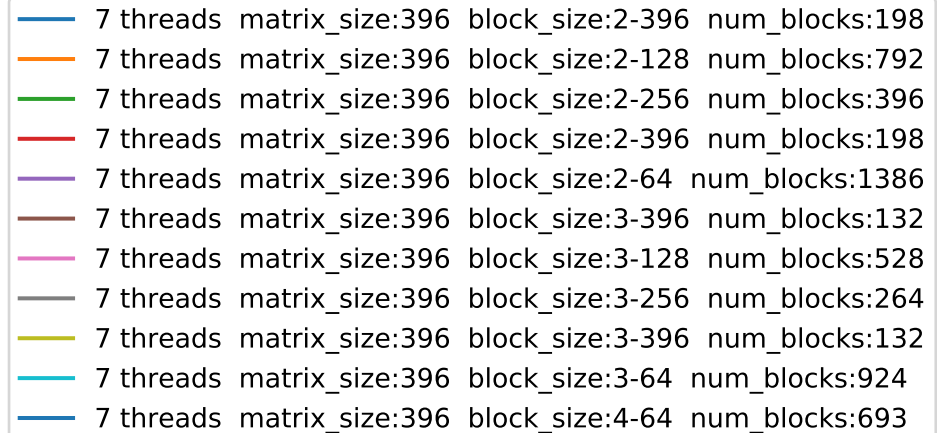 7 threads matrix_size:396 block_size:2-396 num_blocks:198
7 threads matrix_size:396 block_size:2-128 num_blocks:792
7 threads matrix_size:396 block_size:2-256 num_blocks:396
7 threads matrix_size:396 block_size:2-396 num_blocks:198
7 threads matrix_size:396 block_size:2-64 num_blocks:1386
7 threads matrix_size:396 block_size:3-396 num_blocks:132
7 threads matrix_size:396 block_size:3-128 num_blocks:528
7 threads matrix_size:396 block_size:3-256 num_blocks:264
7 threads matrix_size:396 block_size:3-396 num_blocks:132
7 threads matrix_size:396 block_size:3-64 num_blocks:924
7 threads matrix_size:396 block_size:4-64 num_blocks:693